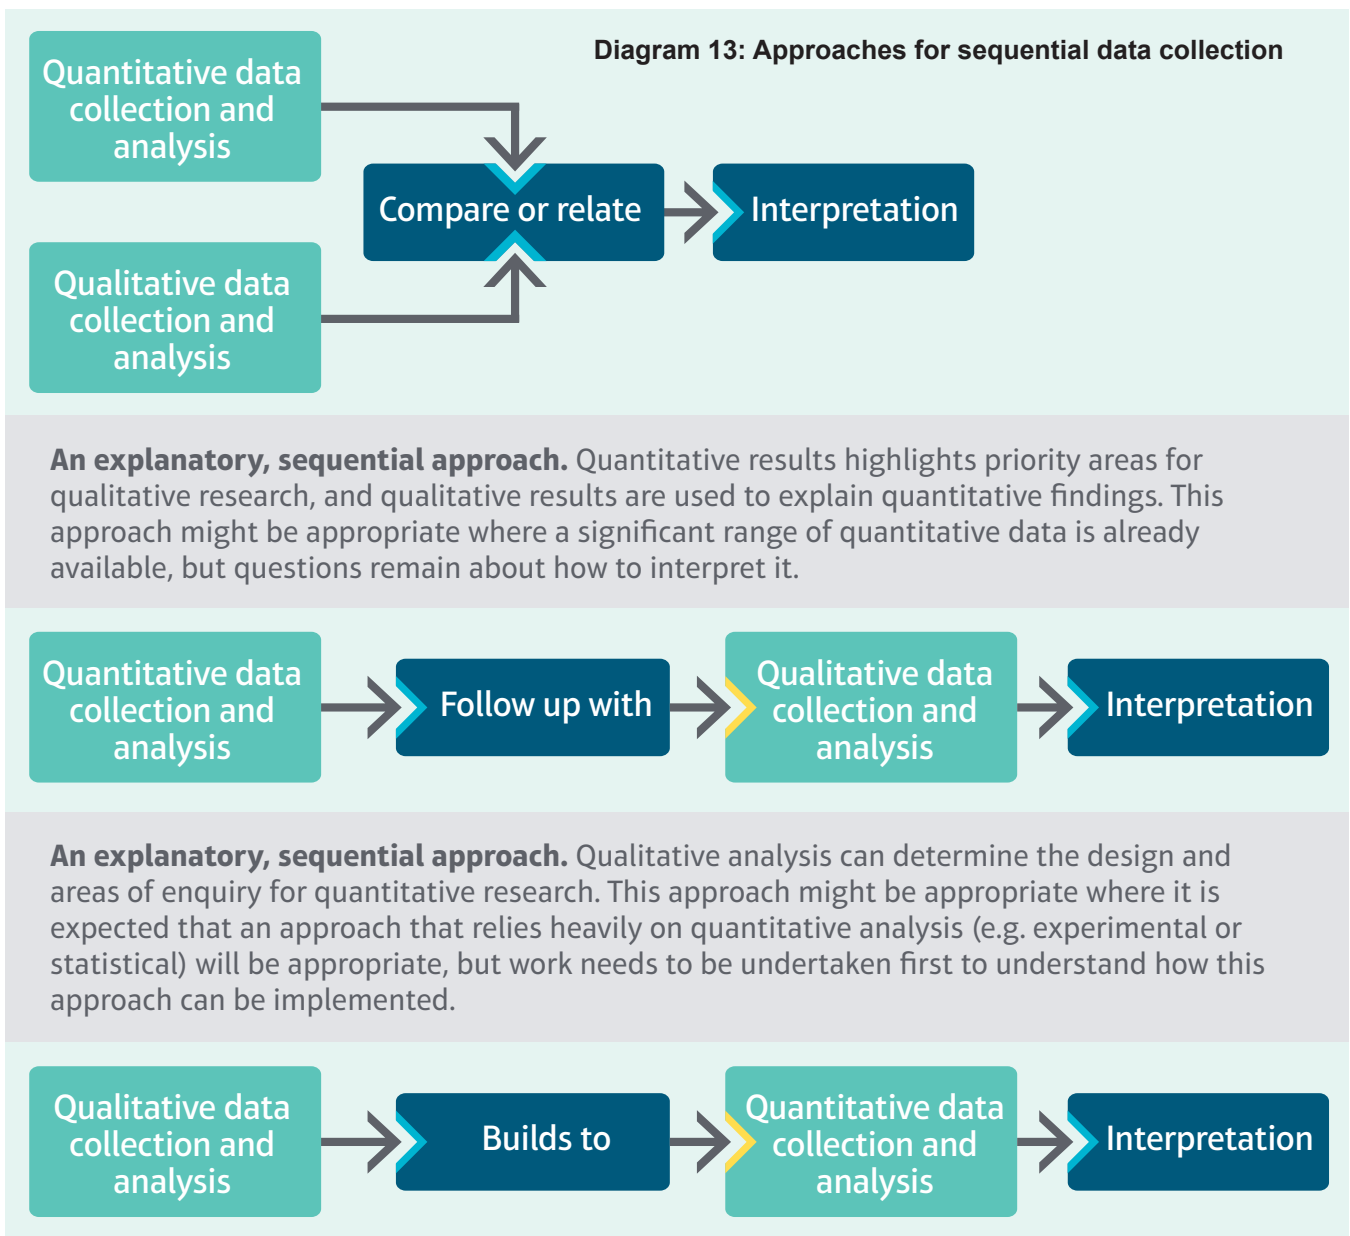 Diagram 13: Approaches for sequential data collection
Quantitative data
collection and
analysis
Compare or relate
Interpretation
Qualitative data
collection and
analysis
An explanatory, sequential approach. Quantitative results highlights priority areas for
qualitative research, and qualitative results are used to explain quantitative findings. This
approach might be appropriate where a significant range of quantitative data is already
available, but questions remain about how to interpret it.
Quantitative data
collection and
analysis
Follow up with
Qualitative data
collection and
analysis
Interpretation
An explanatory, sequential approach. Qualitative analysis can determine the design and
areas of enquiry for quantitative research. This approach might be appropriate where it is
expected that an approach that relies heavily on quantitative analysis (e.g. experimental or
statistical) will be appropriate, but work needs to be undertaken first to understand how this
approach can be implemented.
Qualitative data
collection and
analysis
Builds to
Quantitative data
collection and
analysis
Interpretation